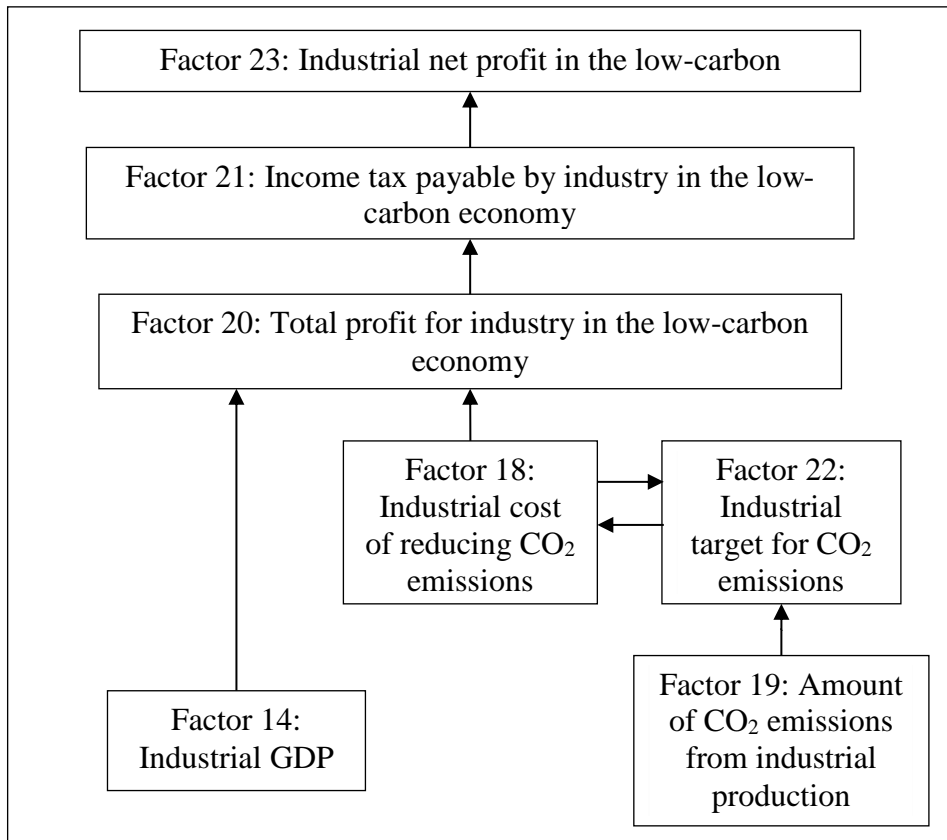 Factor 23: Industrial net profit in the low-carbon
Factor 21: Income tax payable by industry in the low-
carbon economy
Factor 20: Total profit for industry in the low-carbon
economy
Factor 18:
Industrial cost
of reducing CO₂
emissions
Factor 22:
Industrial
target for CO₂
emissions
Factor 14:
Industrial GDP
Factor 19: Amount
of CO₂ emissions
from industrial
production